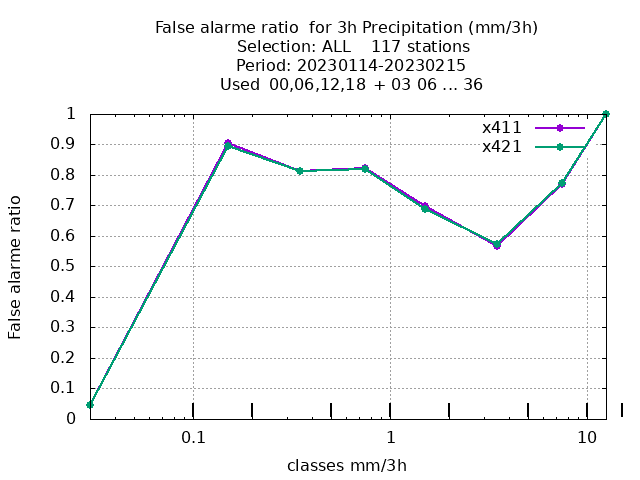 False alarme ratio  for 3h Precipitation (mm/3h)
Selection: ALL    117 stations
Period: 20230114-20230215
Used  00,06,12,18  + 03 06 ... 36
x411
x421
1
0.9
0.8
0.7
0.6
0.5
0.4
0.3
0.2
0.1
0
False alarme ratio
0.1 1 10
classes mm/3h